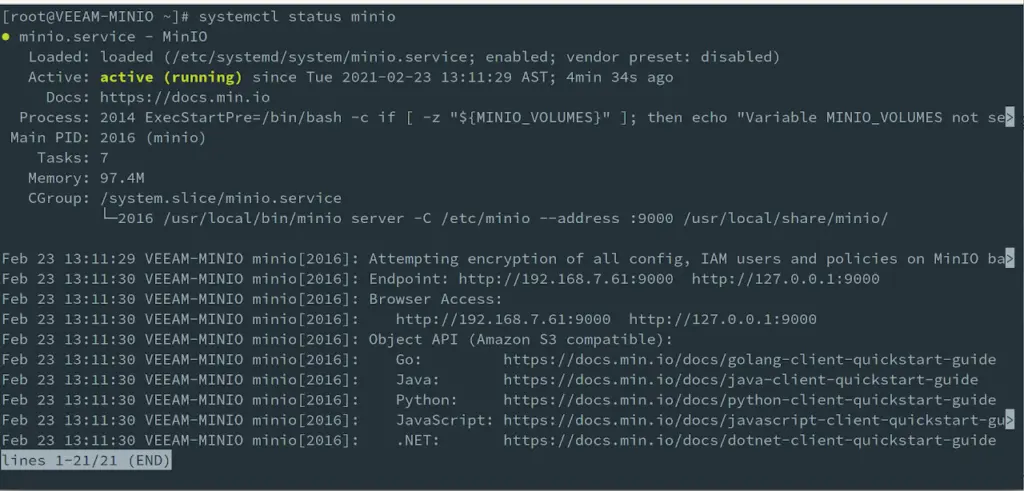 [root@VEEAM-MINIO ~]# systemctl status minio
● minio.service - MinIO
   Loaded: loaded (/etc/systemd/system/minio.service; enabled; vendor preset: disabled)
   Active: active (running) since Tue 2021-02-23 13:11:29 AST; 4min 34s ago
     Docs: https://docs.min.io
  Process: 2014 ExecStartPre=/bin/bash -c if [ -z "${MINIO_VOLUMES}" ]; then echo "Variable MINIO_VOLUMES not se>
 Main PID: 2016 (minio)
    Tasks: 7
   Memory: 97.4M
   CGroup: /system.slice/minio.service
           └─2016 /usr/local/bin/minio server -C /etc/minio --address :9000 /usr/local/share/minio/
Feb 23 13:11:29 VEEAM-MINIO minio[2016]: Attempting encryption of all config, IAM users and policies on MinIO ba>
Feb 23 13:11:30 VEEAM-MINIO minio[2016]: Endpoint: http://192.168.7.61:9000  http://127.0.0.1:9000
Feb 23 13:11:30 VEEAM-MINIO minio[2016]: Browser Access:
Feb 23 13:11:30 VEEAM-MINIO minio[2016]:    http://192.168.7.61:9000  http://127.0.0.1:9000
Feb 23 13:11:30 VEEAM-MINIO minio[2016]: Object API (Amazon S3 compatible):
Feb 23 13:11:30 VEEAM-MINIO minio[2016]:    Go:         https://docs.min.io/docs/golang-client-quickstart-guide
Feb 23 13:11:30 VEEAM-MINIO minio[2016]:    Java:       https://docs.min.io/docs/java-client-quickstart-guide
Feb 23 13:11:30 VEEAM-MINIO minio[2016]:    Python:     https://docs.min.io/docs/python-client-quickstart-guide
Feb 23 13:11:30 VEEAM-MINIO minio[2016]:    JavaScript: https://docs.min.io/docs/javascript-client-quickstart-gu>
Feb 23 13:11:30 VEEAM-MINIO minio[2016]:    .NET:       https://docs.min.io/docs/dotnet-client-quickstart-guide
lines 1-21/21 (END)